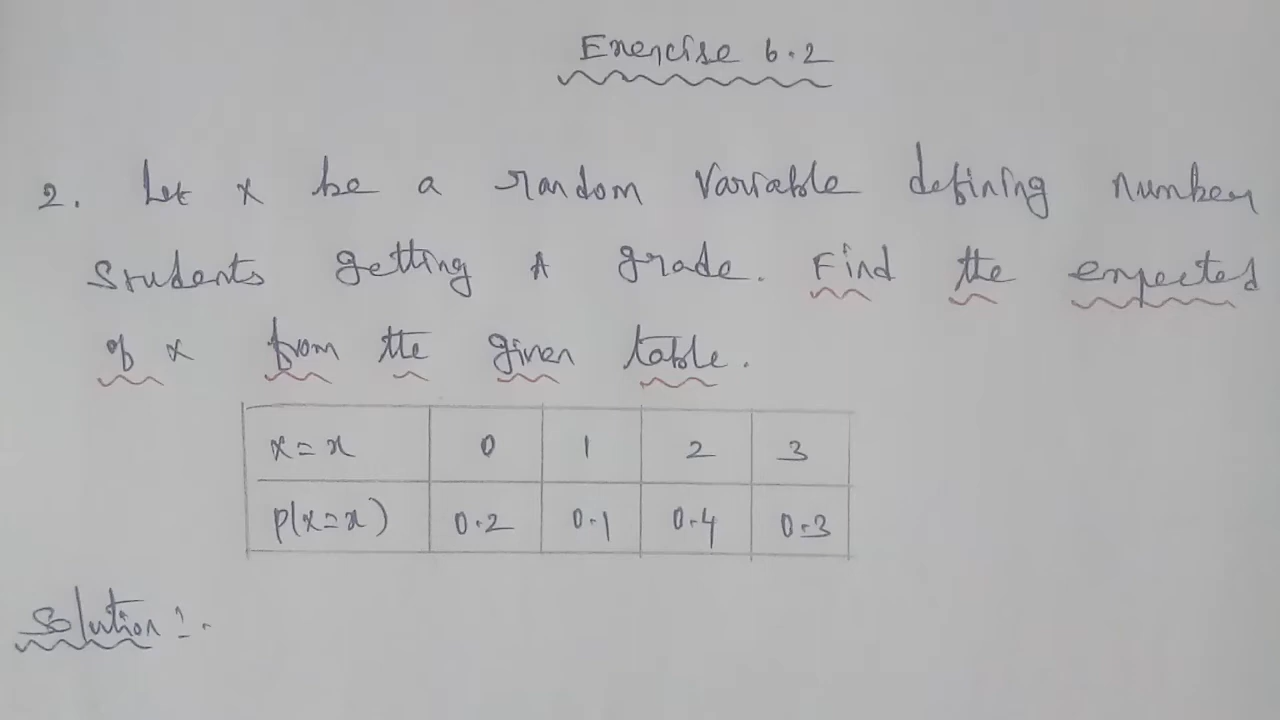 Exercise 6.2
2. Let x be a random Variable defining number
Students getting A grade. Find the expected
of x from the given table.
x=x 0 1 2 3
P(x=x) 0.2 0.1 0.4 0.3
Solution:-